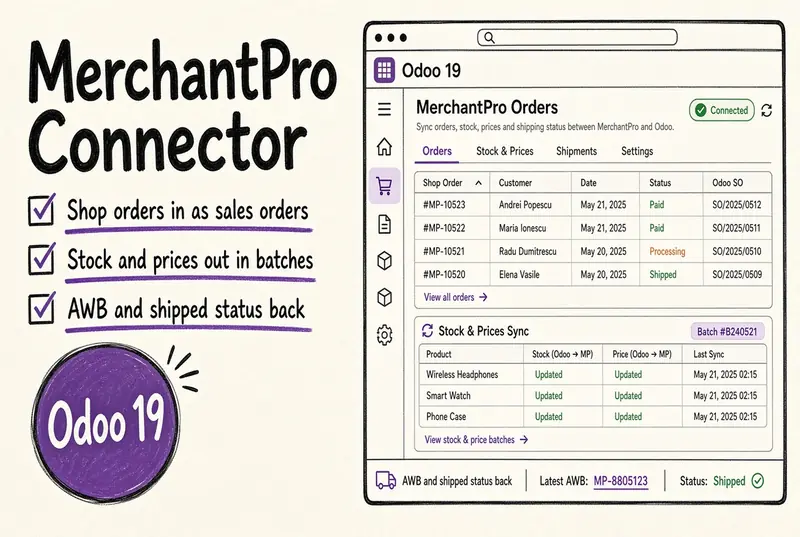 MerchantPro
Connector
Shop orders in as sales orders
Stock and prices out in batches
AWB and shipped status back
Odoo 19
Odoo 19
MerchantPro Orders
Connected
Sync orders, stock, prices and shipping status between MerchantPro and Odoo.
Orders Stock & Prices Shipments Settings
Shop Order Customer Date Status Odoo SO
#MP-10523 Andrei Popescu May 21, 2025 Paid SO/2025/0512
#MP-10522 Maria Ionescu May 21, 2025 Paid SO/2025/0511
#MP-10521 Radu Dumitrescu May 20, 2025 Processing SO/2025/0510
#MP-10520 Elena Vasile May 20, 2025 Shipped SO/2025/0509
View all orders →
Stock & Prices Sync Batch #B240521
Product Stock (Odoo → MP) Price (Odoo → MP) Last Sync
Wireless Headphones Updated Updated May 21, 2025 02:15
Smart Watch Updated Updated May 21, 2025 02:15
Phone Case Updated Updated May 21, 2025 02:15
View stock & price batches →
AWB and shipped status back Latest AWB: MP-8805123 Status: Shipped